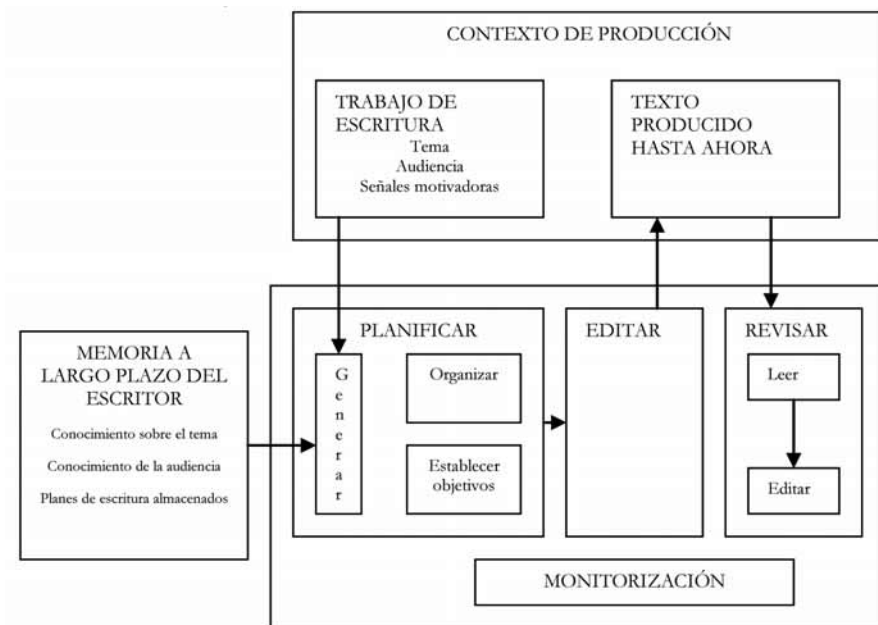 CONTEXTO DE PRODUCCIÓN
TRABAJO DE
ESCRITURA
Tema
Audiencia
Señales motivadoras
TEXTO
PRODUCIDO
HASTA AHORA
MEMORIA A
LARGO PLAZO DEL
ESCRITOR
Conocimiento sobre el tema
Conocimiento de la audiencia
Planes de escritura almacenados
PLANIFICAR
Generar
Organizar
Establecer
objetivos
EDITAR
REVISAR
Leer
Editar
MONITORIZACIÓN